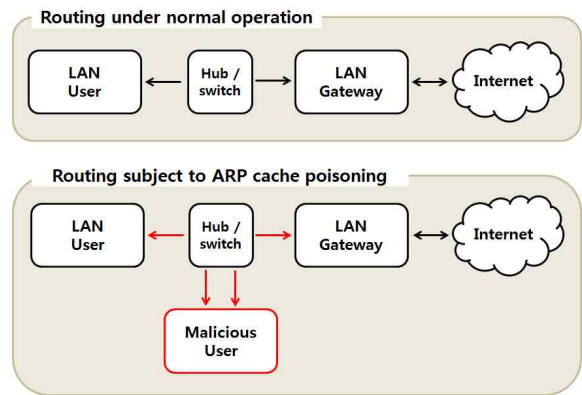 Routing under normal operation
LAN
User
Hub /
switch
LAN
Gateway
Internet
Routing subject to ARP cache poisoning
LAN
User
Hub /
switch
LAN
Gateway
Internet
Malicious
User